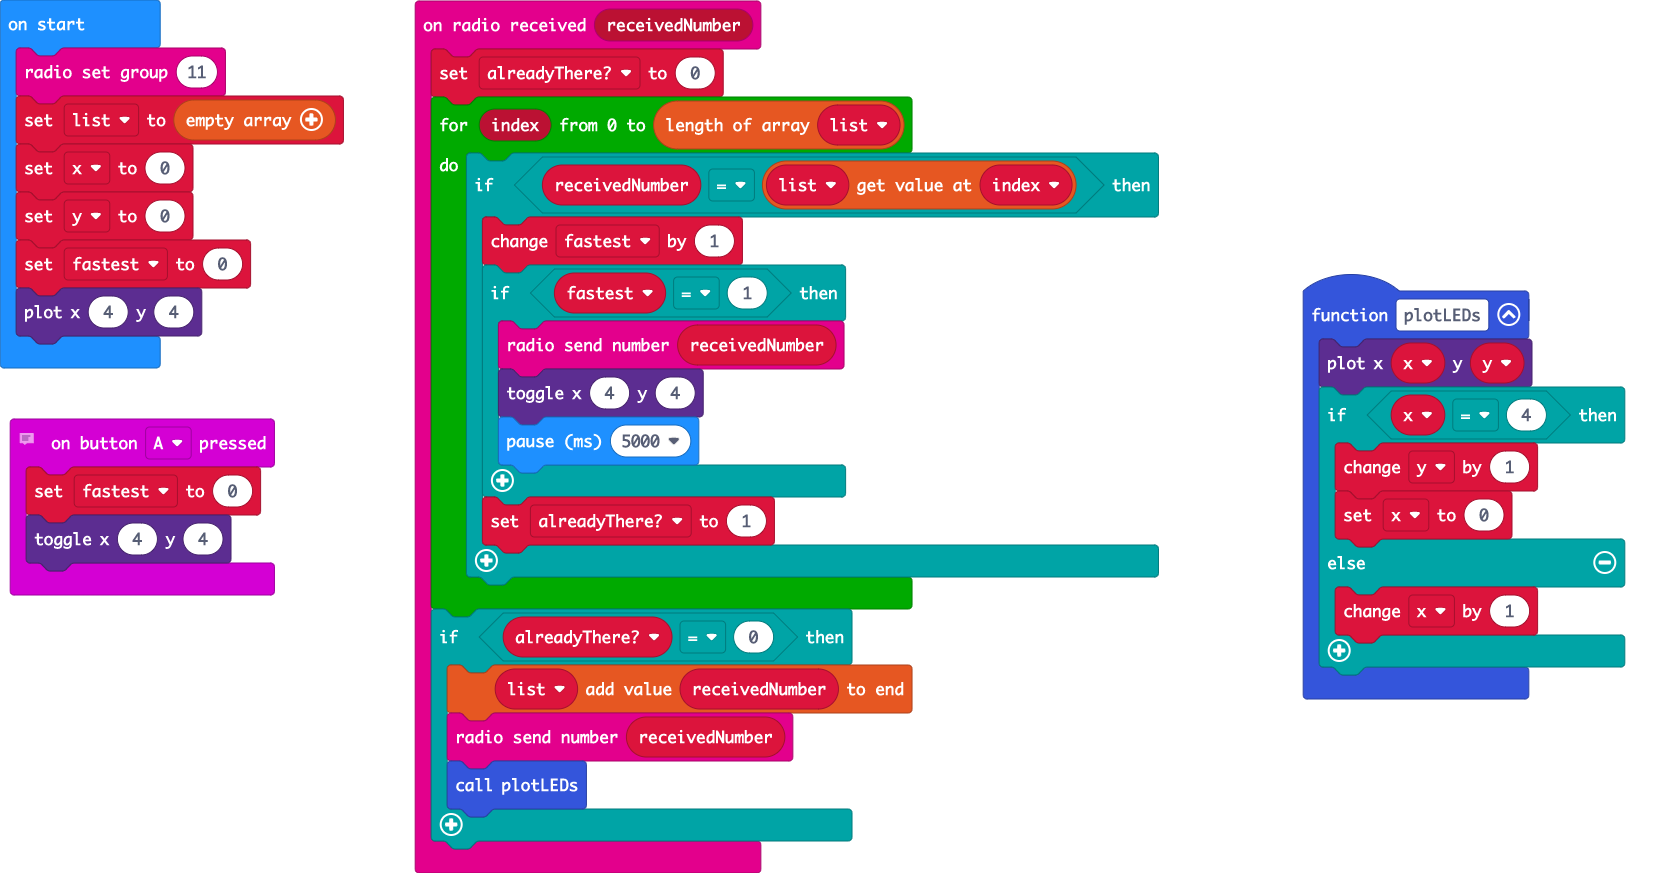 on start
radio set group 11
set list to empty array
set x to 0
set y to 0
set fastest to 0
plot x 4 y 4
on button A pressed
set fastest to 0
toggle x 4 y 4
on radio received receivedNumber
set alreadyThere? to 0
for index from 0 to length of array list
do
if receivedNumber = list get value at index then
change fastest by 1
if fastest = 1 then
radio send number receivedNumber
toggle x 4 y 4
pause (ms) 5000
set alreadyThere? to 1
if alreadyThere? = 0 then
list add value receivedNumber to end
radio send number receivedNumber
call plotLEDs
function plotLEDs
plot x x y y
if x = 4 then
change y by 1
set x to 0
else
change x by 1